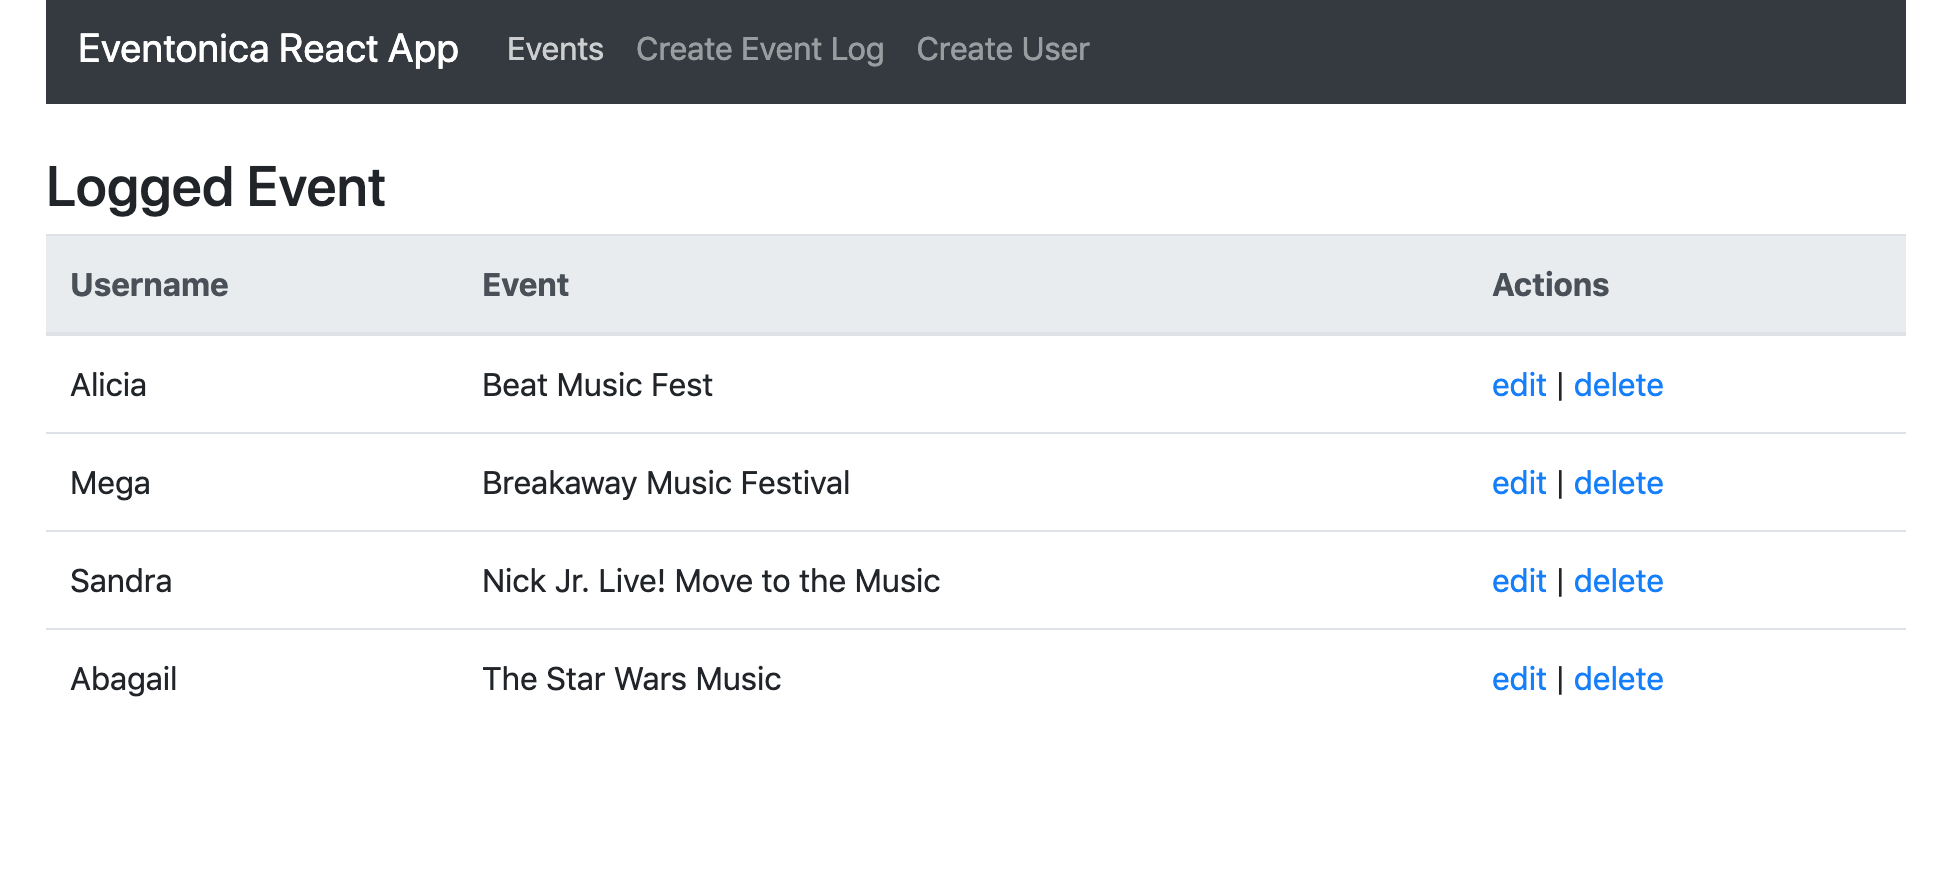 Eventonica React App Events Create Event Log Create User
Logged Event
Username Event Actions
Alicia Beat Music Fest edit | delete
Mega Breakaway Music Festival edit | delete
Sandra Nick Jr. Live! Move to the Music edit | delete
Abagail The Star Wars Music edit | delete